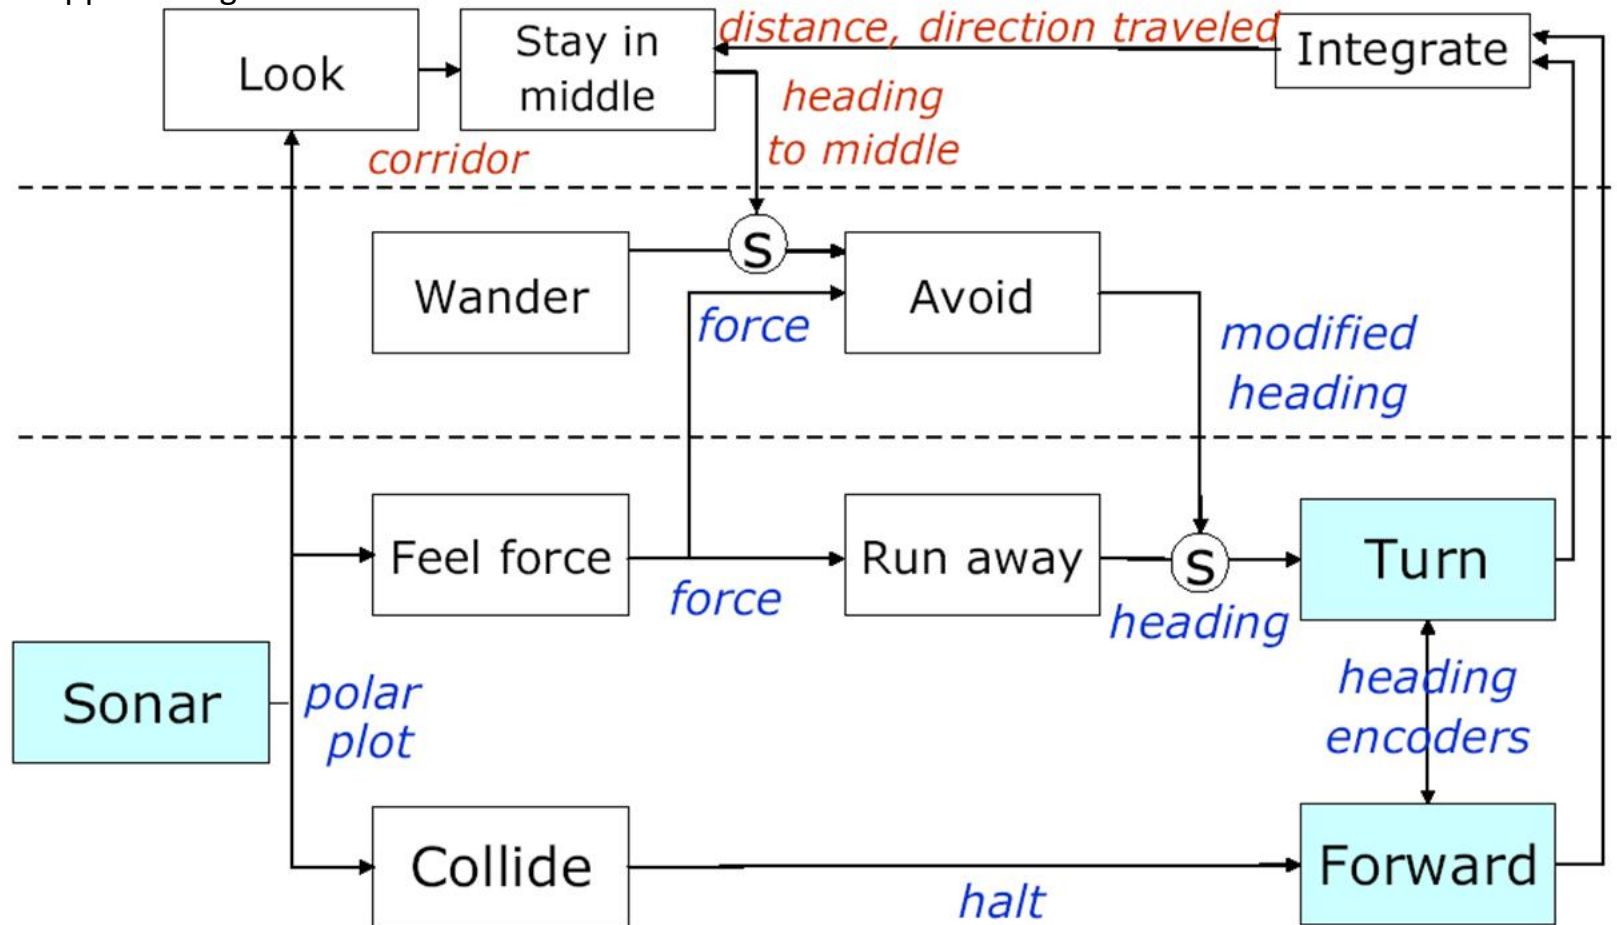 Look
Stay in
middle
distance, direction traveled
Integrate
heading
to middle
corridor
Wander
S
Avoid
force
modified
heading
Feel force
force
Run away
S
heading
Turn
Sonar
polar
plot
heading
encoders
Collide
halt
Forward